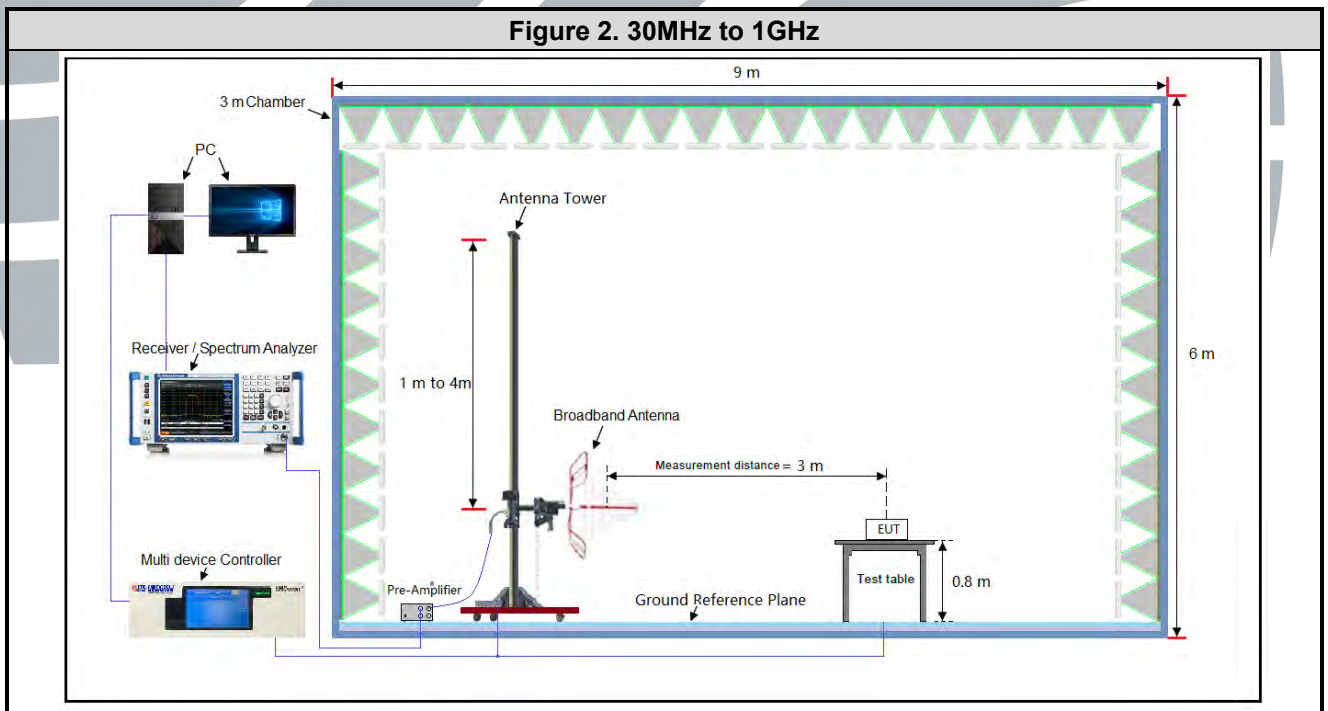 Figure 2. 30MHz to 1GHz
9 m
3 m Chamber
PC
Antenna Tower
Receiver / Spectrum Analyzer
1 m to 4m
6 m
Broadband Antenna
Measurement distance = 3 m
EUT
Multi device Controller
Test table
0.8 m
Pre-Amplifier
Ground Reference Plane